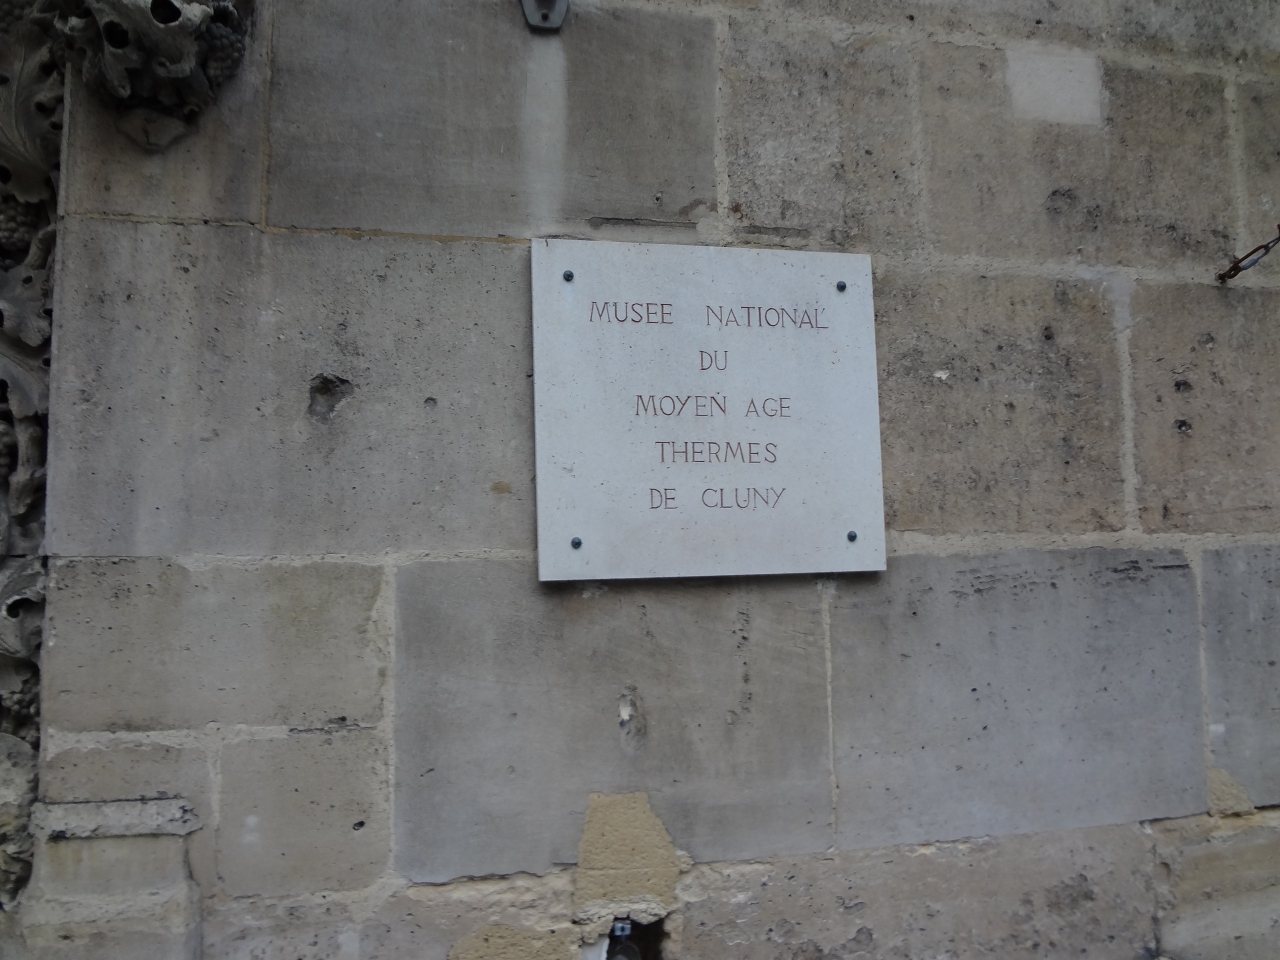 MUSEE NATIONAL
DU
MOYEN AGE
THERMES
DE CLUNY